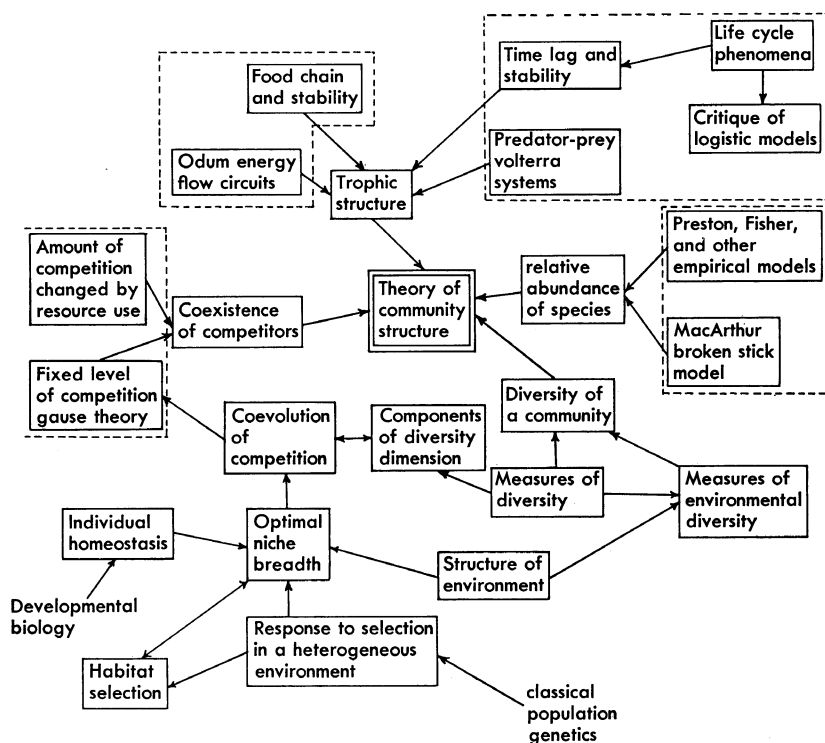 Life cycle
phenomena
Time lag and
stability
Food chain
and stability
Critique of
logistic models
Predator-prey
volterra
systems
Odum energy
flow circuits
Trophic
structure
Preston, Fisher,
and other
empirical models
Amount of
competition
changed by
resource use
relative
abundance
of species
Theory of
community
structure
Coexistence
of competitors
MacArthur
broken stick
model
Fixed level
of competition
gause theory
Diversity of
a community
Coevolution
of
competition
Components
of diversity
dimension
Measures of
diversity
Measures of
environmental
diversity
Individual
homeostasis
Optimal
niche
breadth
Structure of
environment
Developmental
biology
Response to selection
in a heterogeneous
environment
Habitat
selection
classical
population
genetics